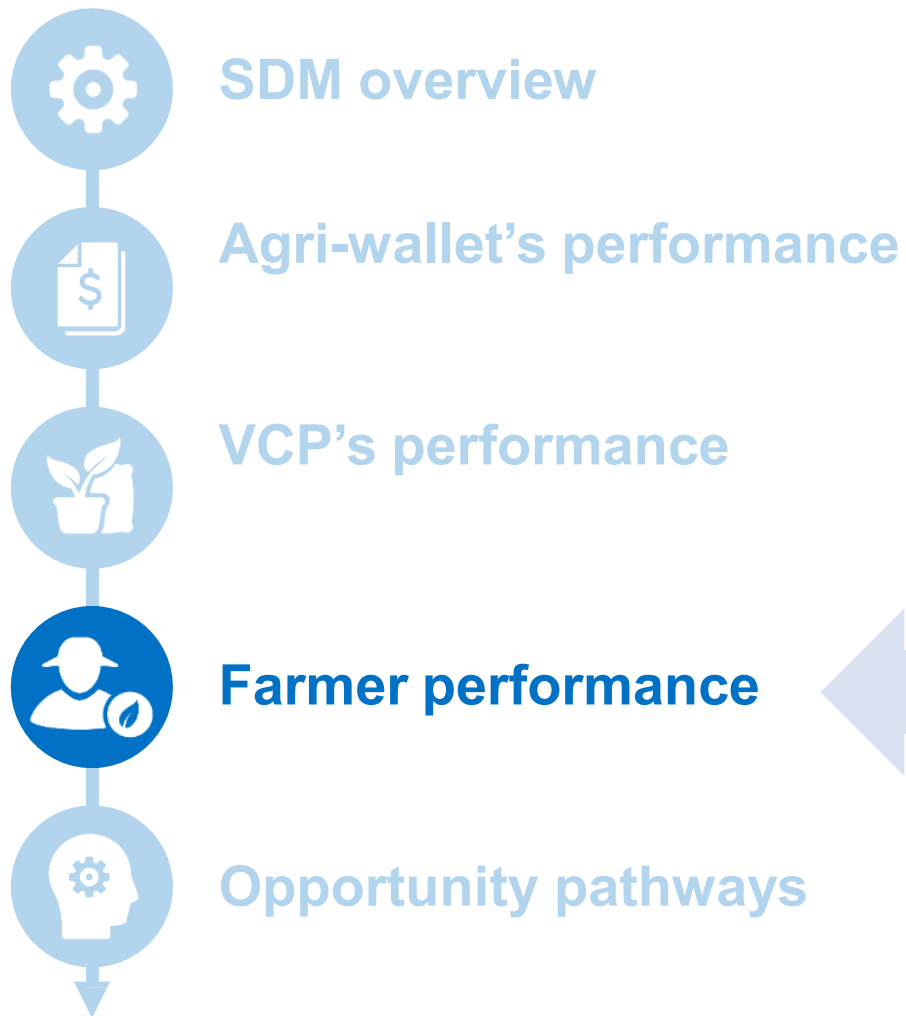 SDM overview
Agri-wallet’s performance
$
VCP’s performance
Farmer performance
Opportunity pathways